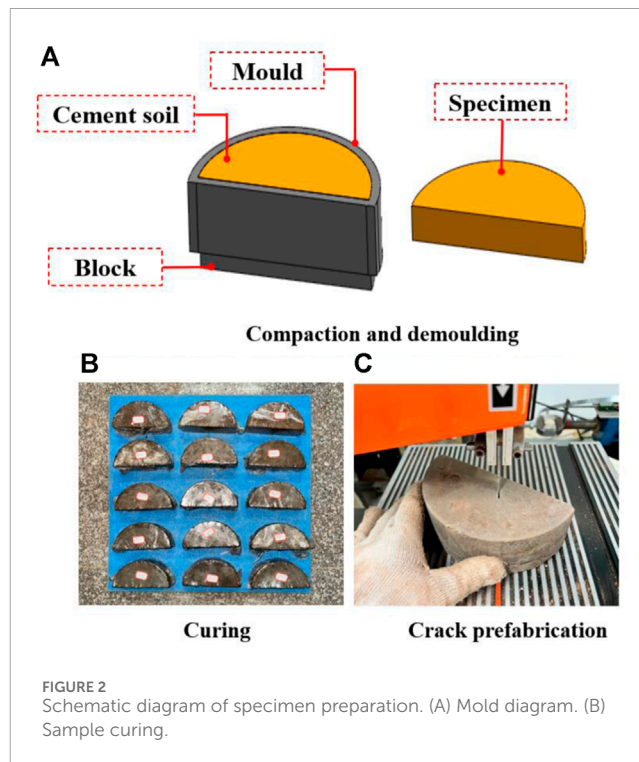 A
Mould
Cement soil
Specimen
Block
Compaction and demoulding
B
C
Curing
Crack prefabrication
FIGURE 2
Schematic diagram of specimen preparation. (A) Mold diagram. (B)
Sample curing.